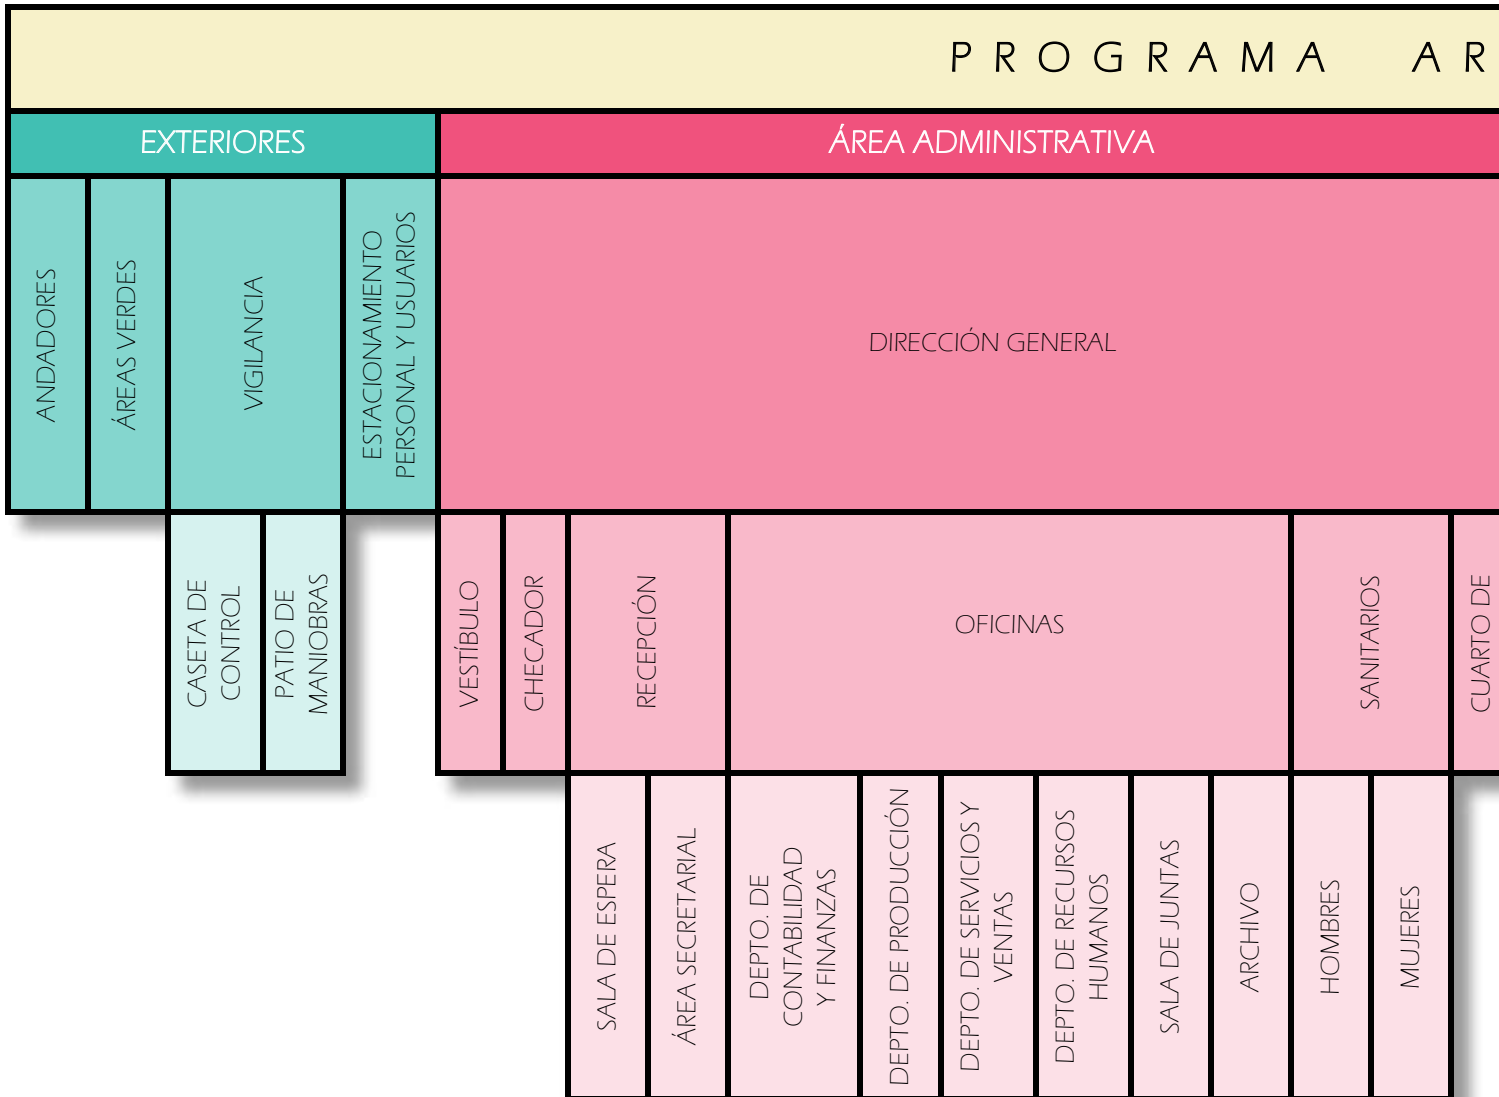 PROGRAMA AR
EXTERIORES
ÁREA ADMINISTRATIVA
ANDADORES
ÁREAS VERDES
VIGILANCIA
ESTACIONAMIENTO
PERSONAL Y USUARIOS
DIRECCIÓN GENERAL
CASETA DE
CONTROL
PATIO DE
MANIOBRAS
VESTÍBULO
CHECADOR
RECEPCIÓN
OFICINAS
SANITARIOS
CUARTO DE
SALA DE ESPERA
ÁREA SECRETARIAL
DEPTO. DE
CONTABILIDAD
Y FINANZAS
DEPTO. DE PRODUCCIÓN
DEPTO. DE SERVICIOS Y
VENTAS
DEPTO. DE RECURSOS
HUMANOS
SALA DE JUNTAS
ARCHIVO
HOMBRES
MUJERES